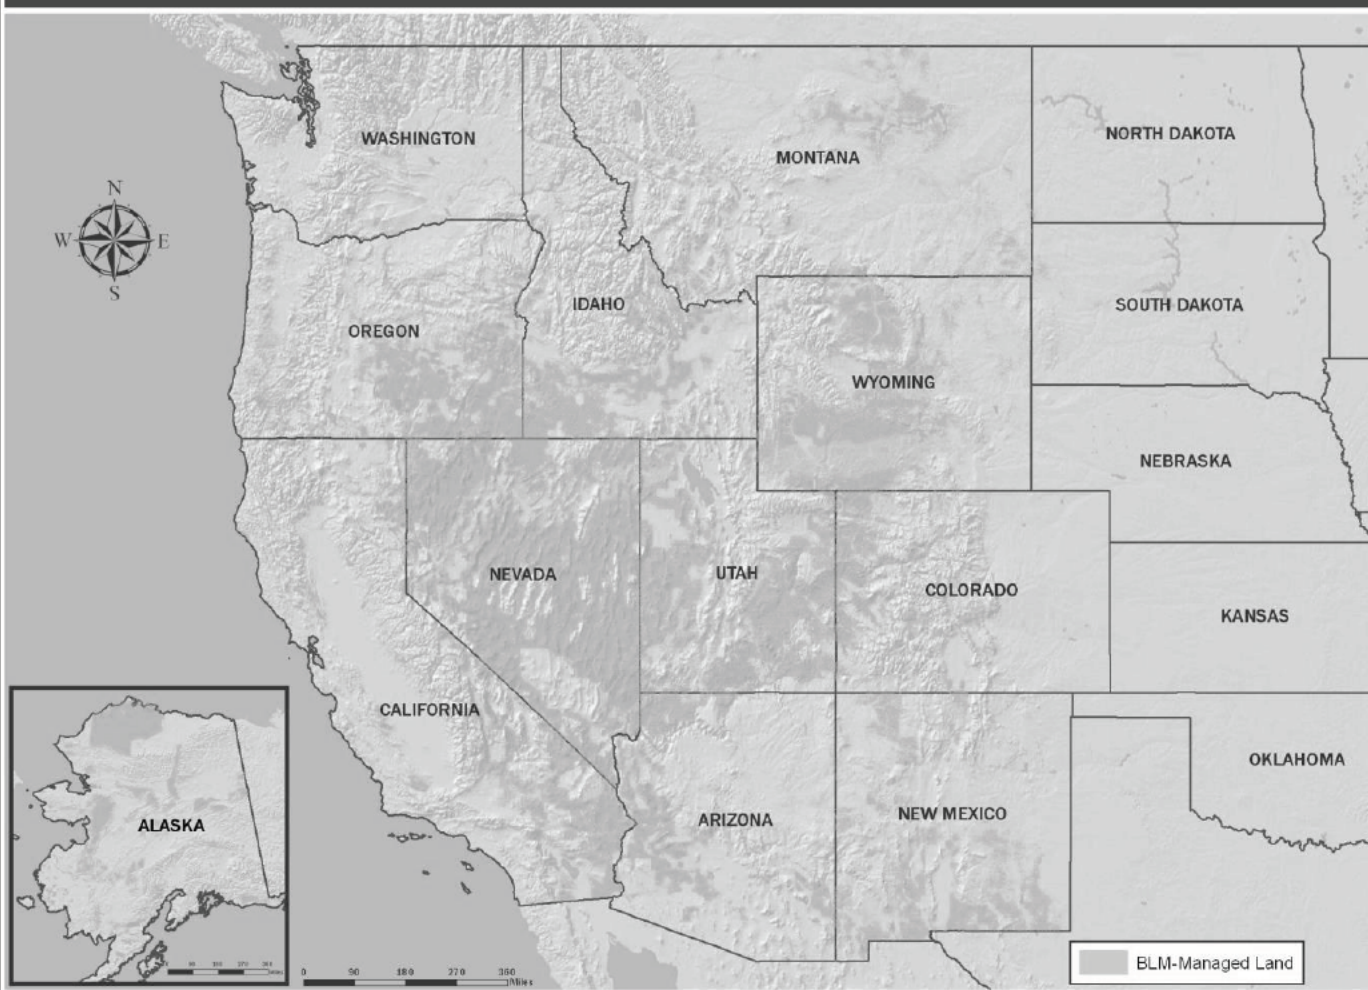 WASHINGTON
NORTH DAKOTA
MONTANA
N
W E
S
IDAHO
SOUTH DAKOTA
OREGON
WYOMING
NEBRASKA
NEVADA
UTAH
COLORADO
KANSAS
CALIFORNIA
OKLAHOMA
ARIZONA
NEW MEXICO
ALASKA
0 90 180 270 360
Miles
BLM-Managed Land